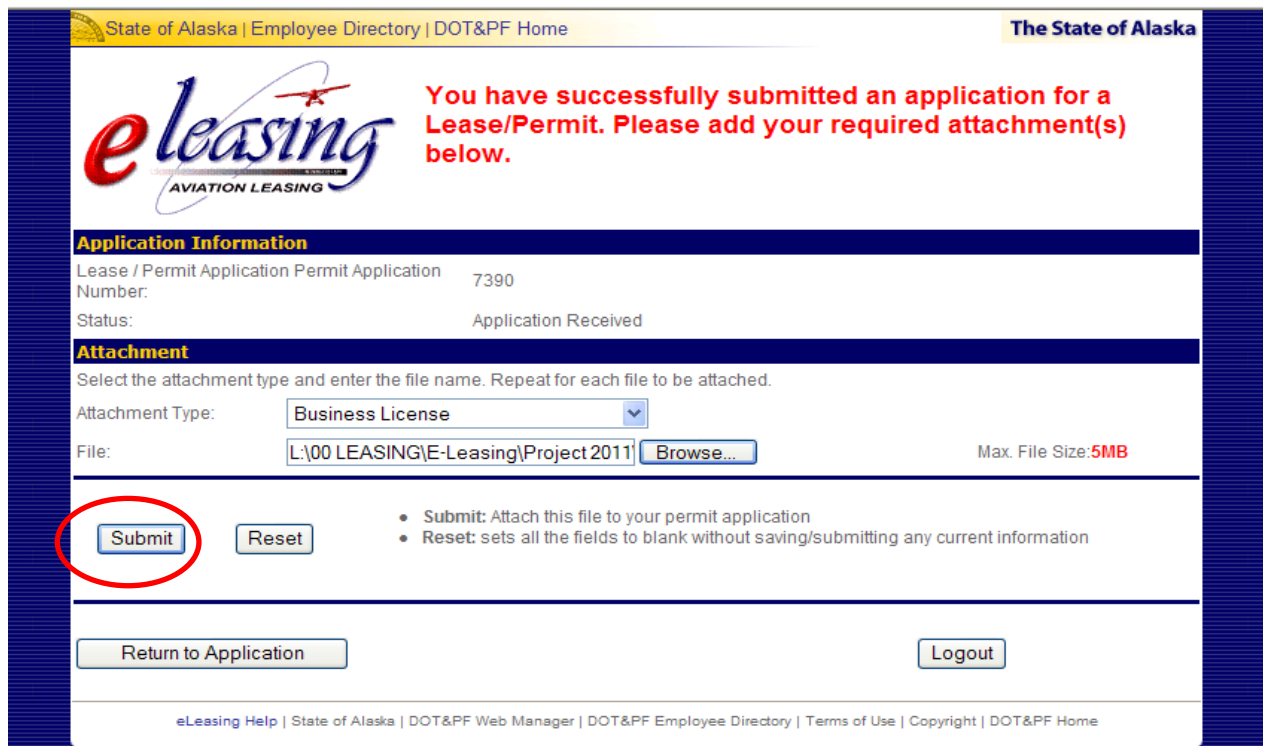 State of Alaska | Employee Directory | DOT&PF Home
The State of Alaska
eleasing
AVIATION LEASING
You have successfully submitted an application for a
Lease/Permit. Please add your required attachment(s)
below.
Application Information
Lease / Permit Application Permit Application
Number:
7390
Status:
Application Received
Attachment
Select the attachment type and enter the file name. Repeat for each file to be attached.
Attachment Type:
Business License
File:
L:\00 LEASING\E-Leasing\Project 2011\
Browse...
Max. File Size:5MB
Submit
Reset
• Submit: Attach this file to your permit application
• Reset: sets all the fields to blank without saving/submitting any current information
Return to Application
Logout
eLeasing Help | State of Alaska | DOT&PF Web Manager | DOT&PF Employee Directory | Terms of Use | Copyright | DOT&PF Home